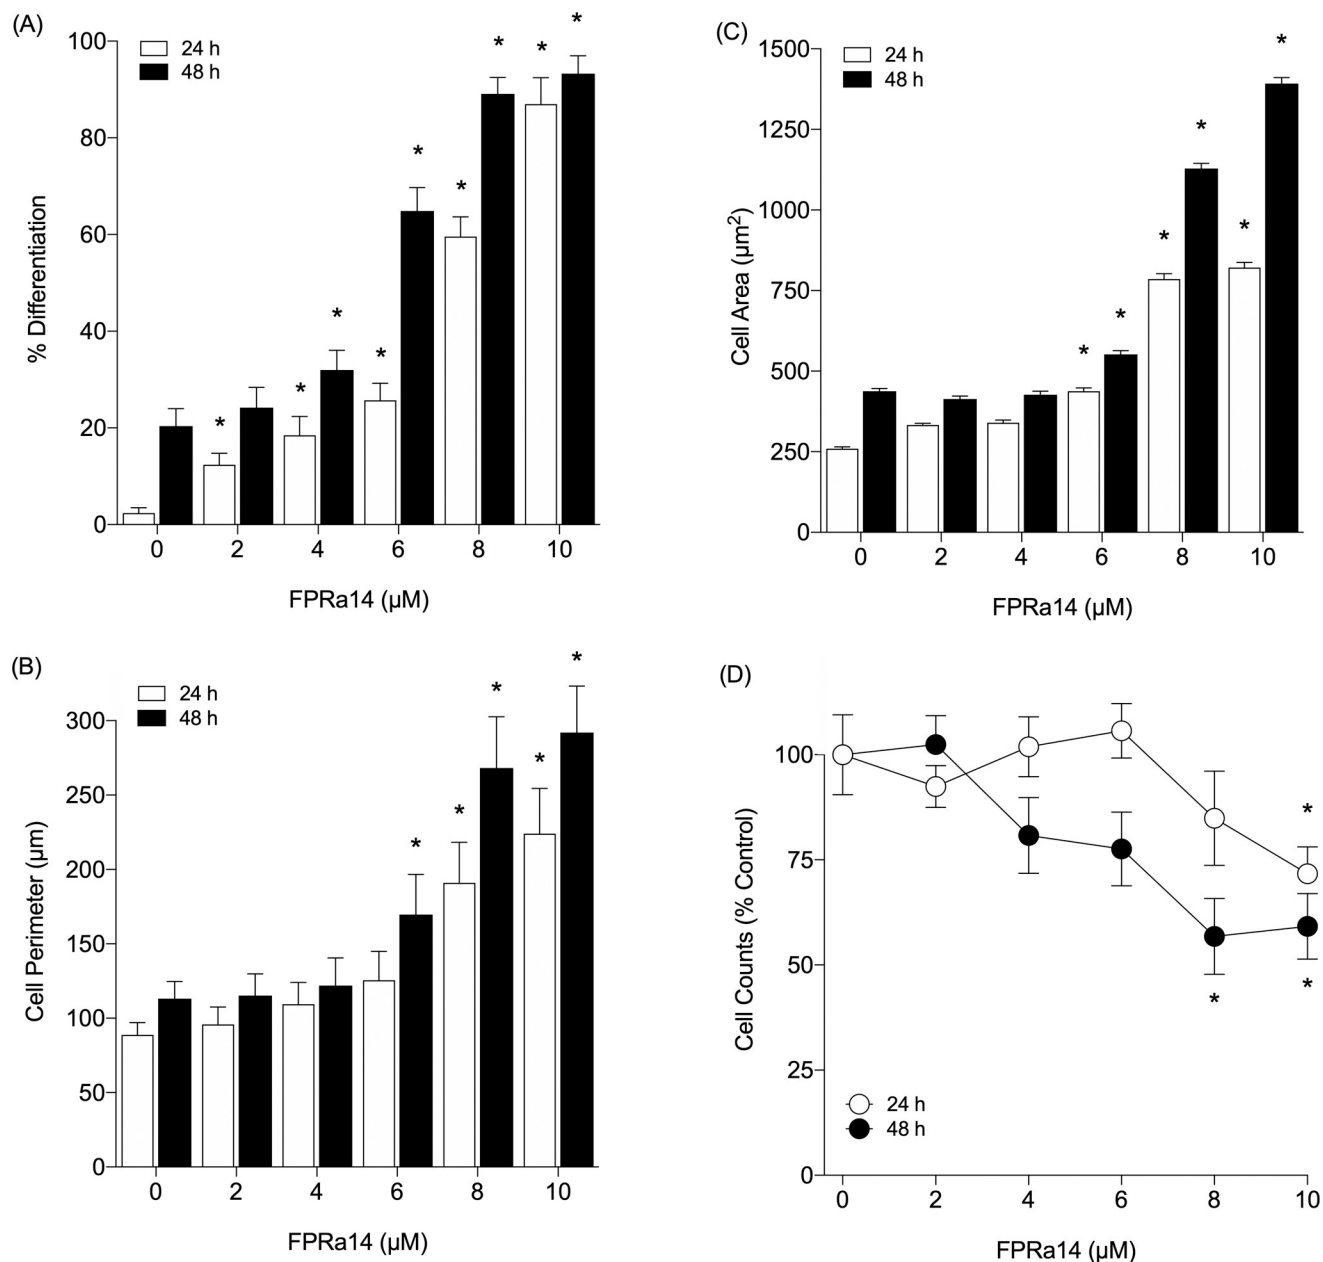 (A)
24 h
48 h
100
80
60
40
20
0
% Differentiation
* * * * * * * * *
0 2 4 6 8 10
FPRa14 (µM)
(B)
24 h
48 h
300
250
200
150
100
50
0
Cell Perimeter (µm)
* * * * *
0 2 4 6 8 10
FPRa14 (µM)
(C)
24 h
48 h
1500
1250
1000
750
500
250
0
Cell Area (µm²)
* * * * * *
0 2 4 6 8 10
FPRa14 (µM)
(D)
100
75
50
25
0
Cell Counts (% Control)
* * *
24 h
48 h
0 2 4 6 8 10
FPRa14 (µM)